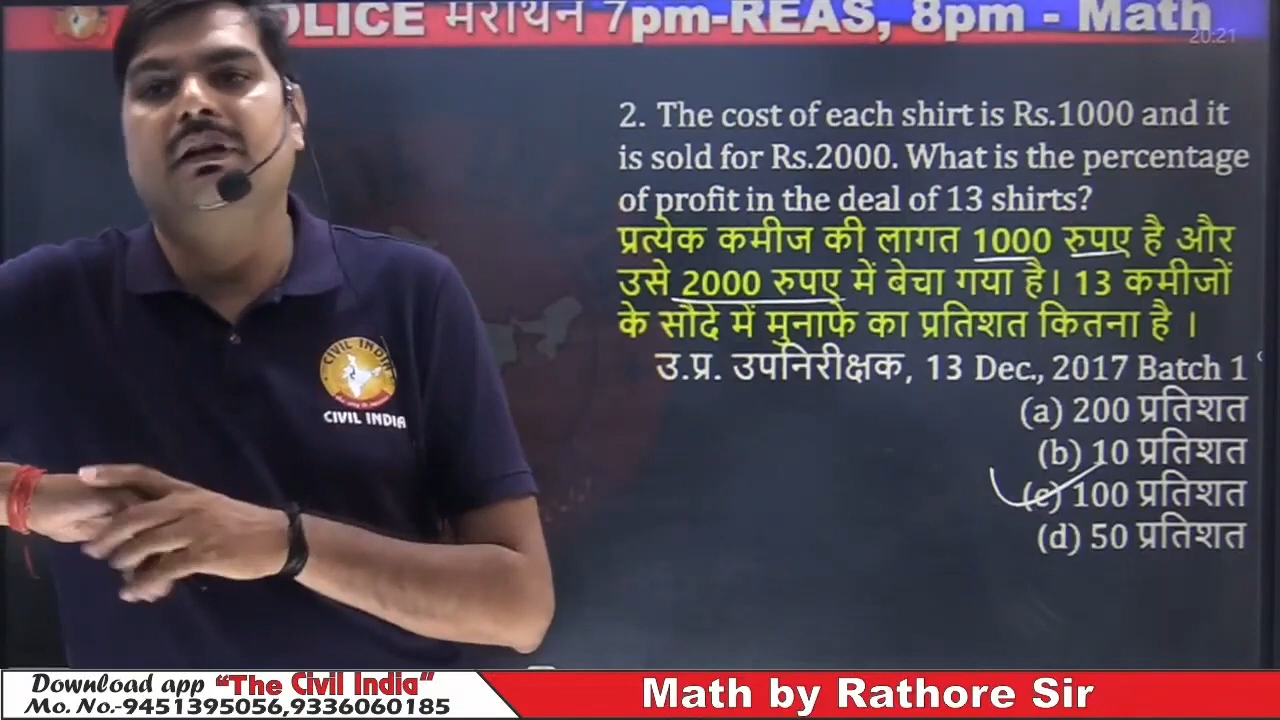 OLICE मैराथन 7pm-REAS, 8pm - Math
20:21
2. The cost of each shirt is Rs.1000 and it
is sold for Rs.2000. What is the percentage
of profit in the deal of 13 shirts?
प्रत्येक कमीज की लागत 1000 रुपए है और
उसे 2000 रुपए में बेचा गया है। 13 कमीजों
के सौदे में मुनाफे का प्रतिशत कितना है ।
उ.प्र. उपनिरीक्षक, 13 Dec., 2017 Batch 1
(a) 200 प्रतिशत
(b) 10 प्रतिशत
(c) 100 प्रतिशत
(d) 50 प्रतिशत
CIVIL INDIA
CIVIL INDIA
Download app “The Civil India”
Mo. No.-9451395056,9336060185
Math by Rathore Sir